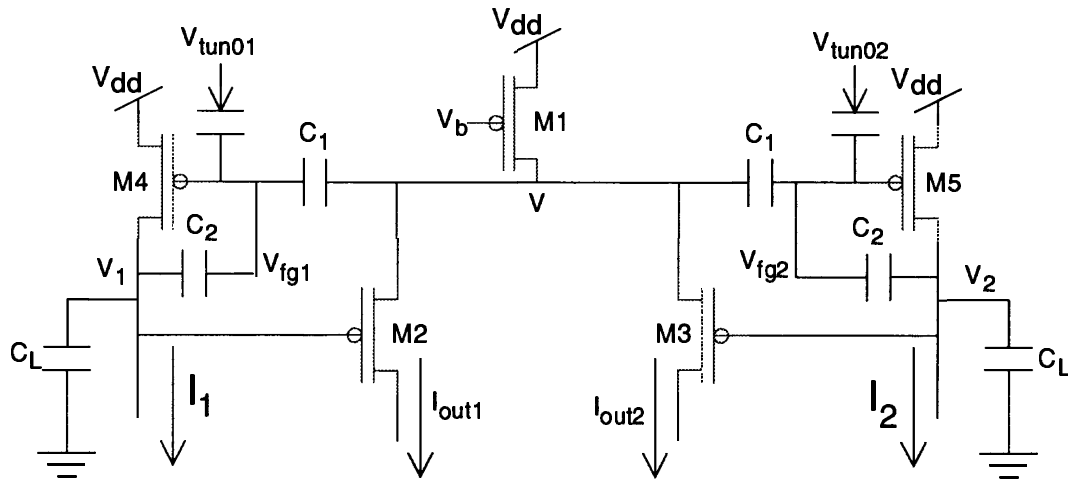 Vdd
Vtun01
Vtun02
Vdd
Vdd
Vb
M1
C1
C1
M4
M5
V
C2
C2
V1
Vfg1
Vfg2
V2
M2
M3
CL
CL
I1
Iout1
Iout2
I2